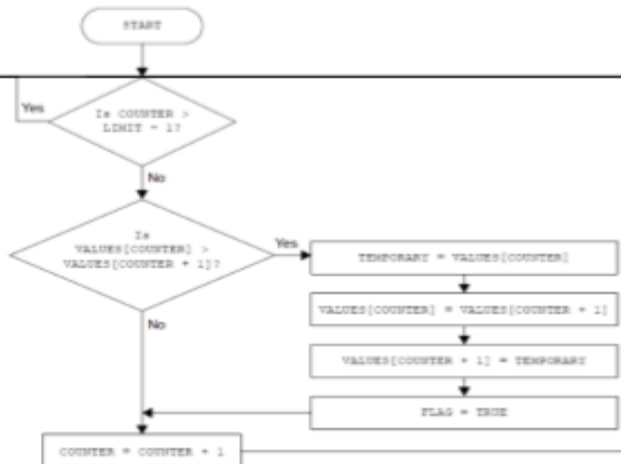 START
Yes
Is COUNTER >
LIMIT - 1?
No
Is
VALUES[COUNTER] >
VALUES[COUNTER + 1]?
Yes
TEMPORARY = VALUES[COUNTER]
VALUES[COUNTER] = VALUES[COUNTER + 1]
No
VALUES[COUNTER + 1] = TEMPORARY
FLAG = TRUE
COUNTER = COUNTER + 1